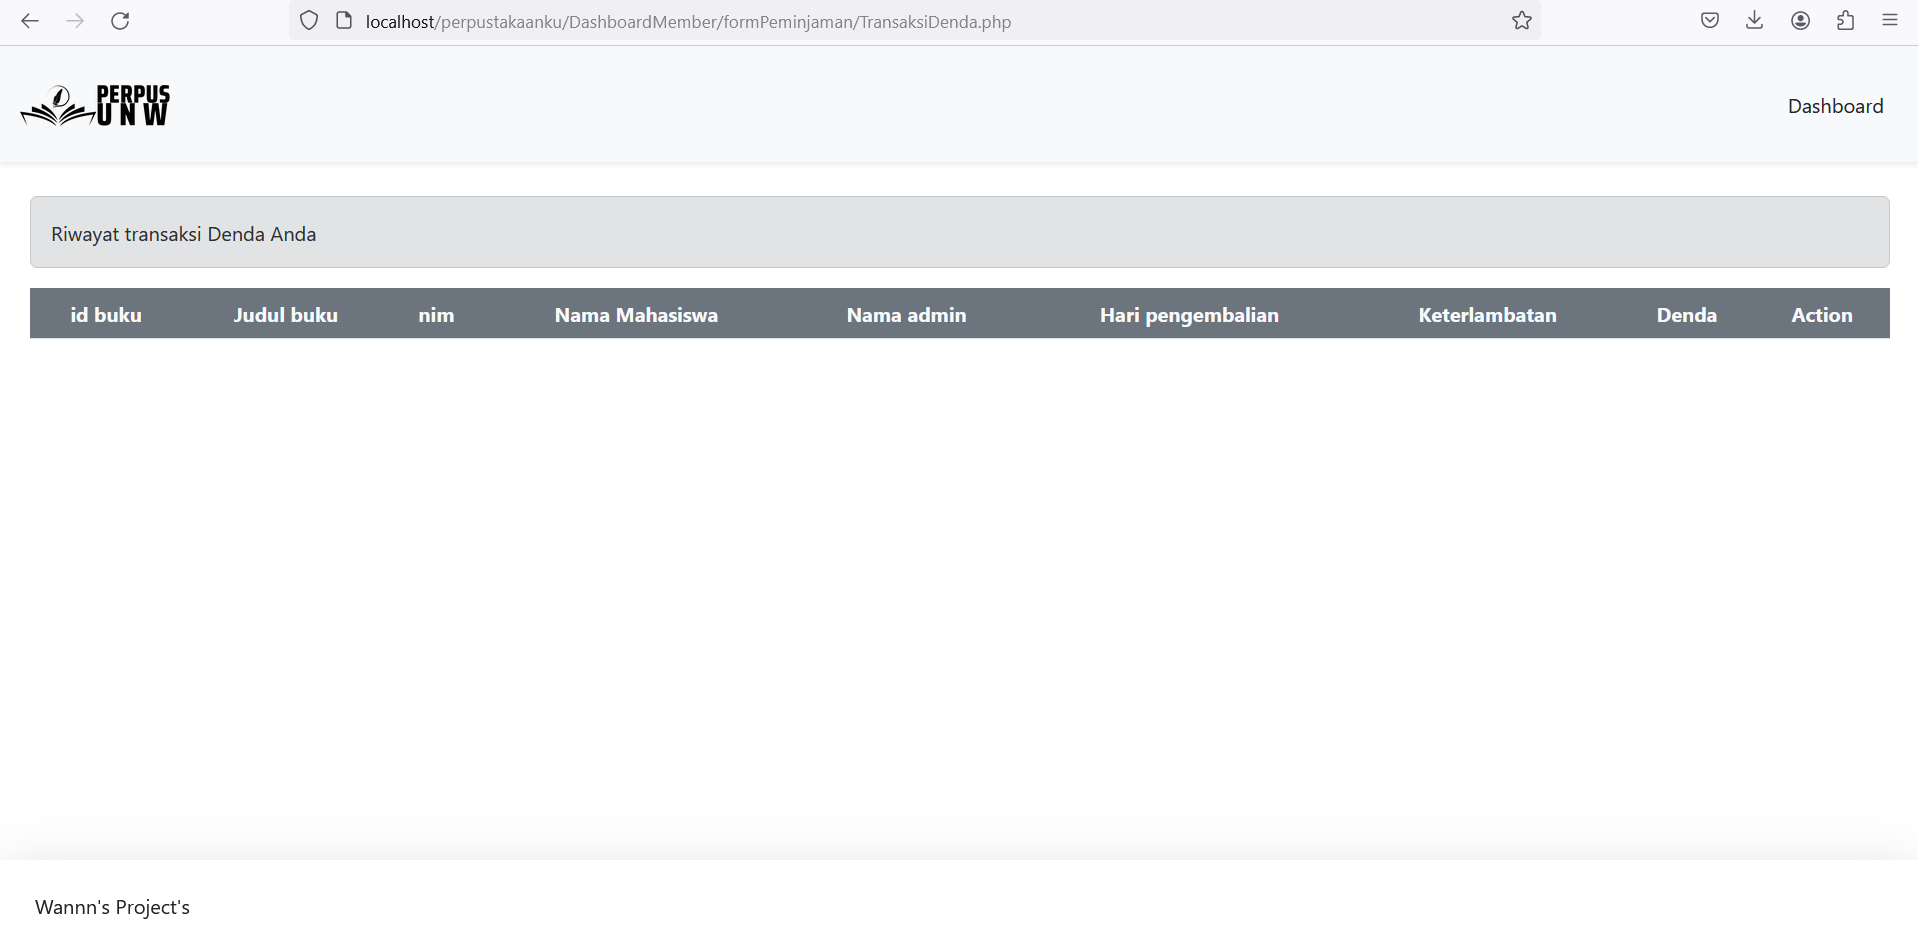 localhost/perpustakaanku/DashboardMember/formPeminjaman/TransaksiDenda.php
PERPUS
UNW
Dashboard
Riwayat transaksi Denda Anda
id buku Judul buku nim Nama Mahasiswa Nama admin Hari pengembalian Keterlambatan Denda Action
Wannn's Project's